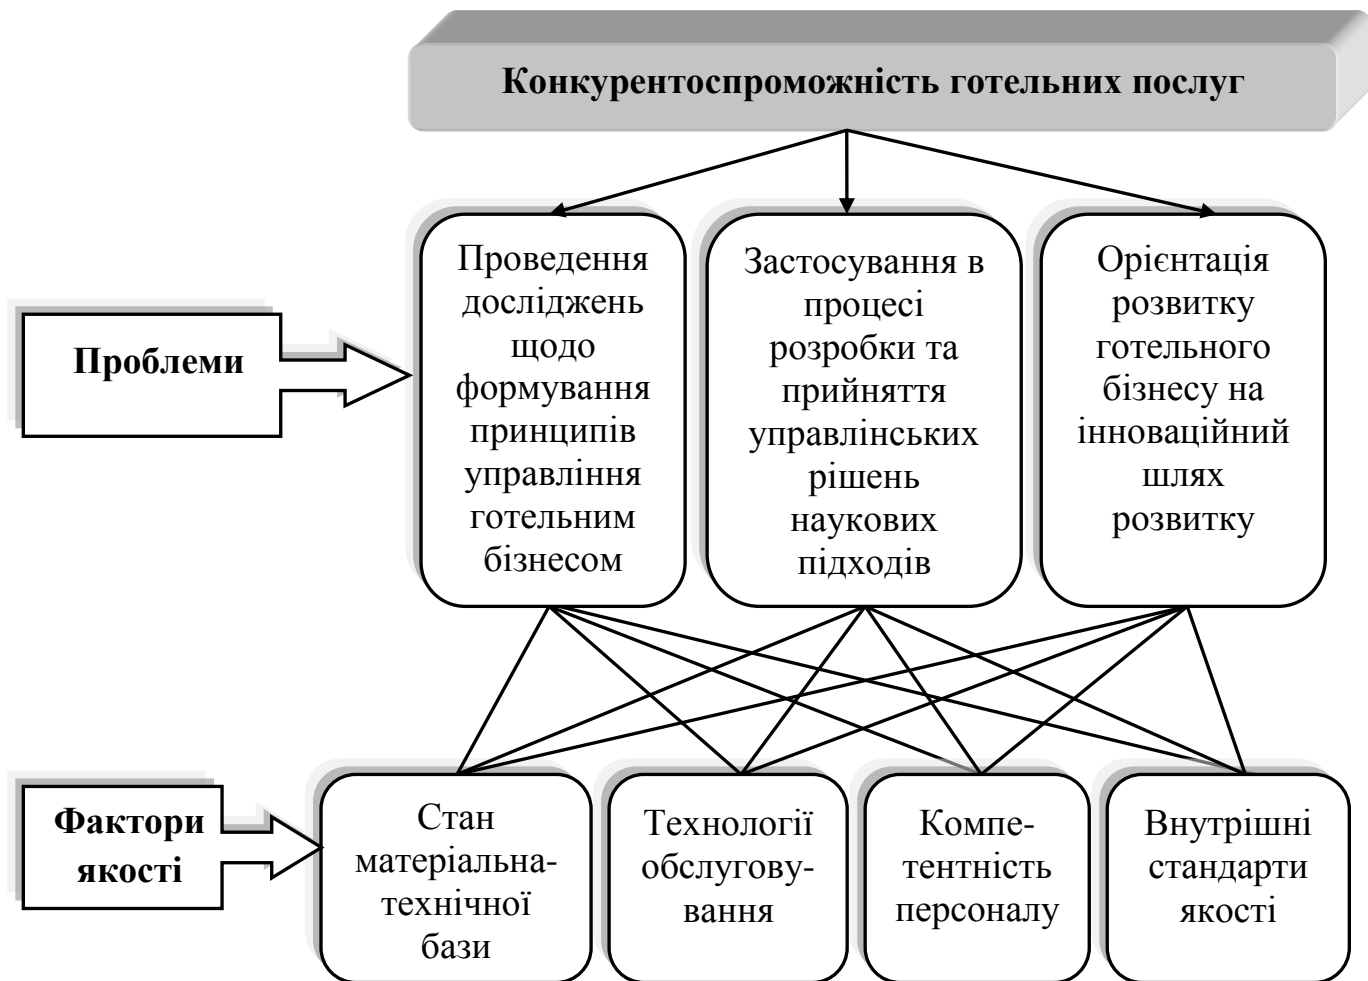 Конкурентоспроможність готельних послуг
Проблеми
Проведення
досліджень
щодо
формування
принципів
управління
готельним
бізнесом
Застосування в
процесі
розробки та
прийняття
управлінських
рішень
наукових
підходів
Орієнтація
розвитку
готельного
бізнесу на
інноваційний
шлях
розвитку
Фактори
якості
Стан
матеріальна-
технічної
бази
Технології
обслугову-
вання
Компе-
тентність
персоналу
Внутрішні
стандарти
якості